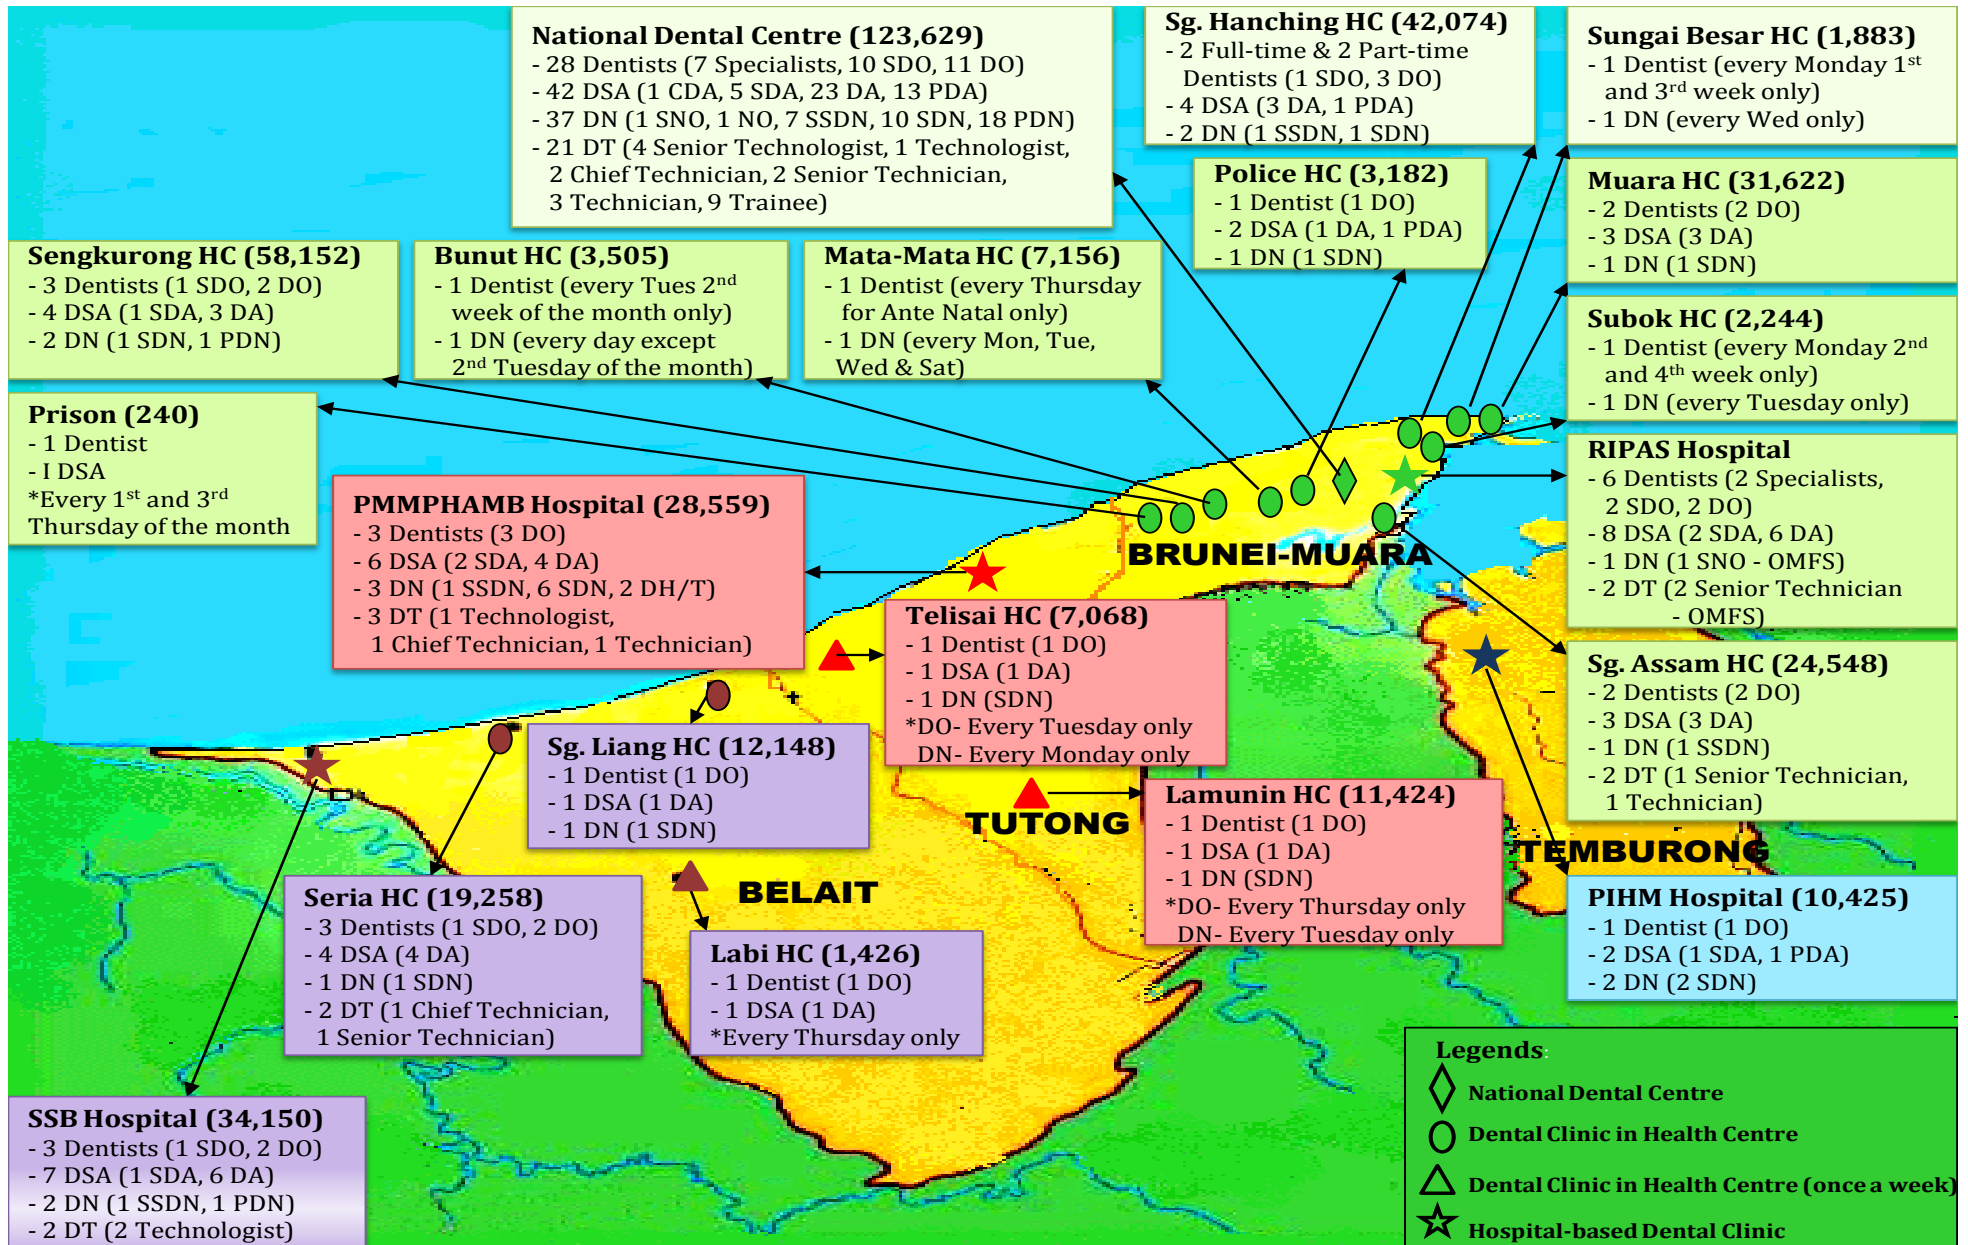 National Dental Centre (123,629)
- 28 Dentists (7 Specialists, 10 SDO, 11 DO)
- 42 DSA (1 CDA, 5 SDA, 23 DA, 13 PDA)
- 37 DN (1 SNO, 1 NO, 7 SSDN, 10 SDN, 18 PDN)
- 21 DT (4 Senior Technologist, 1 Technologist,
2 Chief Technician, 2 Senior Technician,
3 Technician, 9 Trainee)
Sg. Hanching HC (42,074)
- 2 Full-time & 2 Part-time
Dentists (1 SDO, 3 DO)
- 4 DSA (3 DA, 1 PDA)
- 2 DN (1 SSDN, 1 SDN)
Sungai Besar HC (1,883)
- 1 Dentist (every Monday 1st
and 3rd week only)
- 1 DN (every Wed only)
Police HC (3,182)
- 1 Dentist (1 DO)
- 2 DSA (1 DA, 1 PDA)
- 1 DN (1 SDN)
Muara HC (31,622)
- 2 Dentists (2 DO)
- 3 DSA (3 DA)
- 1 DN (1 SDN)
Sengkurong HC (58,152)
- 3 Dentists (1 SDO, 2 DO)
- 4 DSA (1 SDA, 3 DA)
- 2 DN (1 SDN, 1 PDN)
Bunut HC (3,505)
- 1 Dentist (every Tues 2nd
week of the month only)
- 1 DN (every day except
2nd Tuesday of the month)
Mata-Mata HC (7,156)
- 1 Dentist (every Thursday
for Ante Natal only)
- 1 DN (every Mon, Tue,
Wed & Sat)
Subok HC (2,244)
- 1 Dentist (every Monday 2nd
and 4th week only)
- 1 DN (every Tuesday only)
Prison (240)
- 1 Dentist
- I DSA
*Every 1st and 3rd
Thursday of the month
RIPAS Hospital
- 6 Dentists (2 Specialists,
2 SDO, 2 DO)
- 8 DSA (2 SDA, 6 DA)
- 1 DN (1 SNO - OMFS)
- 2 DT (2 Senior Technician
- OMFS)
PMMPHAMB Hospital (28,559)
- 3 Dentists (3 DO)
- 6 DSA (2 SDA, 4 DA)
- 3 DN (1 SSDN, 6 SDN, 2 DH/T)
- 3 DT (1 Technologist,
1 Chief Technician, 1 Technician)
BRUNEI-MUARA
Telisai HC (7,068)
- 1 Dentist (1 DO)
- 1 DSA (1 DA)
- 1 DN (SDN)
*DO- Every Tuesday only
DN- Every Monday only
Sg. Assam HC (24,548)
- 2 Dentists (2 DO)
- 3 DSA (3 DA)
- 1 DN (1 SSDN)
- 2 DT (1 Senior Technician,
1 Technician)
Sg. Liang HC (12,148)
- 1 Dentist (1 DO)
- 1 DSA (1 DA)
- 1 DN (1 SDN)
TUTONG
Lamunin HC (11,424)
- 1 Dentist (1 DO)
- 1 DSA (1 DA)
- 1 DN (SDN)
*DO- Every Thursday only
DN- Every Tuesday only
TEMBURONG
BELAIT
Seria HC (19,258)
- 3 Dentists (1 SDO, 2 DO)
- 4 DSA (4 DA)
- 1 DN (1 SDN)
- 2 DT (1 Chief Technician,
1 Senior Technician)
Labi HC (1,426)
- 1 Dentist (1 DO)
- 1 DSA (1 DA)
*Every Thursday only
PIHM Hospital (10,425)
- 1 Dentist (1 DO)
- 2 DSA (1 SDA, 1 PDA)
- 2 DN (2 SDN)
SSB Hospital (34,150)
- 3 Dentists (1 SDO, 2 DO)
- 7 DSA (1 SDA, 6 DA)
- 2 DN (1 SSDN, 1 PDN)
- 2 DT (2 Technologist)
Legends:
National Dental Centre
Dental Clinic in Health Centre
Dental Clinic in Health Centre (once a week)
Hospital-based Dental Clinic